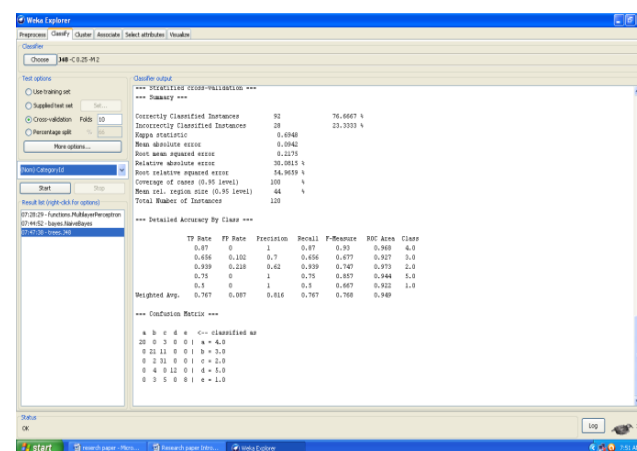 Weka Explorer
Preprocess Classify Cluster Associate Select attributes Visualize
Classifier
Choose J48 -C 0.25 -M 2
Test options
Use training set
Supplied test set Set...
Cross-validation Folds 10
Percentage split % 66
More options...
(Nom) CategoryId
Start Stop
Result list (right-click for options)
07:28:29 - functions.MultilayerPerceptron
07:44:52 - bayes.NaiveBayes
07:47:38 - trees.J48
Classifier output
=== Stratified cross-validation ===
=== Summary ===
Correctly Classified Instances 92 76.6667 %
Incorrectly Classified Instances 28 23.3333 %
Kappa statistic 0.6948
Mean absolute error 0.0942
Root mean squared error 0.2175
Relative absolute error 30.0815 %
Root relative squared error 54.9659 %
Coverage of cases (0.95 level) 100 %
Mean rel. region size (0.95 level) 44 %
Total Number of Instances 120
=== Detailed Accuracy By Class ===
TP Rate FP Rate Precision Recall F-Measure ROC Area Class
0.87 0 1 0.87 0.93 0.968 4.0
0.656 0.102 0.7 0.656 0.677 0.927 3.0
0.939 0.218 0.62 0.939 0.747 0.973 2.0
0.75 0 1 0.75 0.857 0.944 5.0
0.5 0 1 0.5 0.667 0.922 1.0
Weighted Avg. 0.767 0.087 0.816 0.767 0.768 0.949
=== Confusion Matrix ===
a b c d e <-- classified as
20 0 3 0 0 | a = 4.0
0 21 11 0 0 | b = 3.0
0 2 31 0 0 | c = 2.0
0 4 0 12 0 | d = 5.0
0 3 5 0 8 | e = 1.0
Status
OK
Log
start research paper - Micro... Research paper Intro... Weka Explorer 7:51 AM